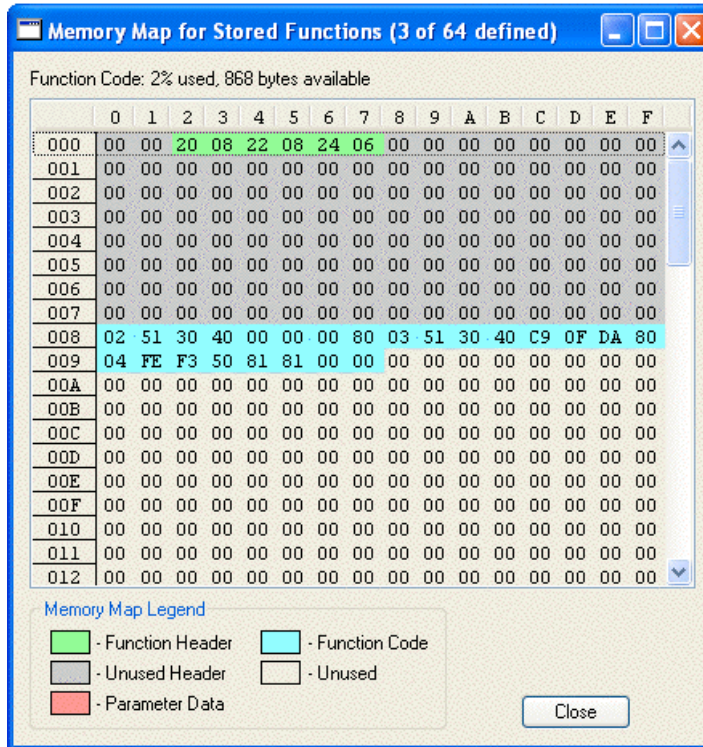 Memory Map for Stored Functions (3 of 64 defined)
Function Code: 2% used, 868 bytes available
0 1 2 3 4 5 6 7 8 9 A B C D E F
000 00 00 20 08 22 08 24 06 00 00 00 00 00 00 00 00
001 00 00 00 00 00 00 00 00 00 00 00 00 00 00 00 00
002 00 00 00 00 00 00 00 00 00 00 00 00 00 00 00 00
003 00 00 00 00 00 00 00 00 00 00 00 00 00 00 00 00
004 00 00 00 00 00 00 00 00 00 00 00 00 00 00 00 00
005 00 00 00 00 00 00 00 00 00 00 00 00 00 00 00 00
006 00 00 00 00 00 00 00 00 00 00 00 00 00 00 00 00
007 00 00 00 00 00 00 00 00 00 00 00 00 00 00 00 00
008 02 51 30 40 00 00 00 80 03 51 30 40 C9 0F DA 80
009 04 FE F3 50 81 81 00 00 00 00 00 00 00 00 00 00
00A 00 00 00 00 00 00 00 00 00 00 00 00 00 00 00 00
00B 00 00 00 00 00 00 00 00 00 00 00 00 00 00 00 00
00C 00 00 00 00 00 00 00 00 00 00 00 00 00 00 00 00
00D 00 00 00 00 00 00 00 00 00 00 00 00 00 00 00 00
00E 00 00 00 00 00 00 00 00 00 00 00 00 00 00 00 00
00F 00 00 00 00 00 00 00 00 00 00 00 00 00 00 00 00
010 00 00 00 00 00 00 00 00 00 00 00 00 00 00 00 00
011 00 00 00 00 00 00 00 00 00 00 00 00 00 00 00 00
012 00 00 00 00 00 00 00 00 00 00 00 00 00 00 00 00
Memory Map Legend
- Function Header - Function Code
- Unused Header - Unused
- Parameter Data
Close